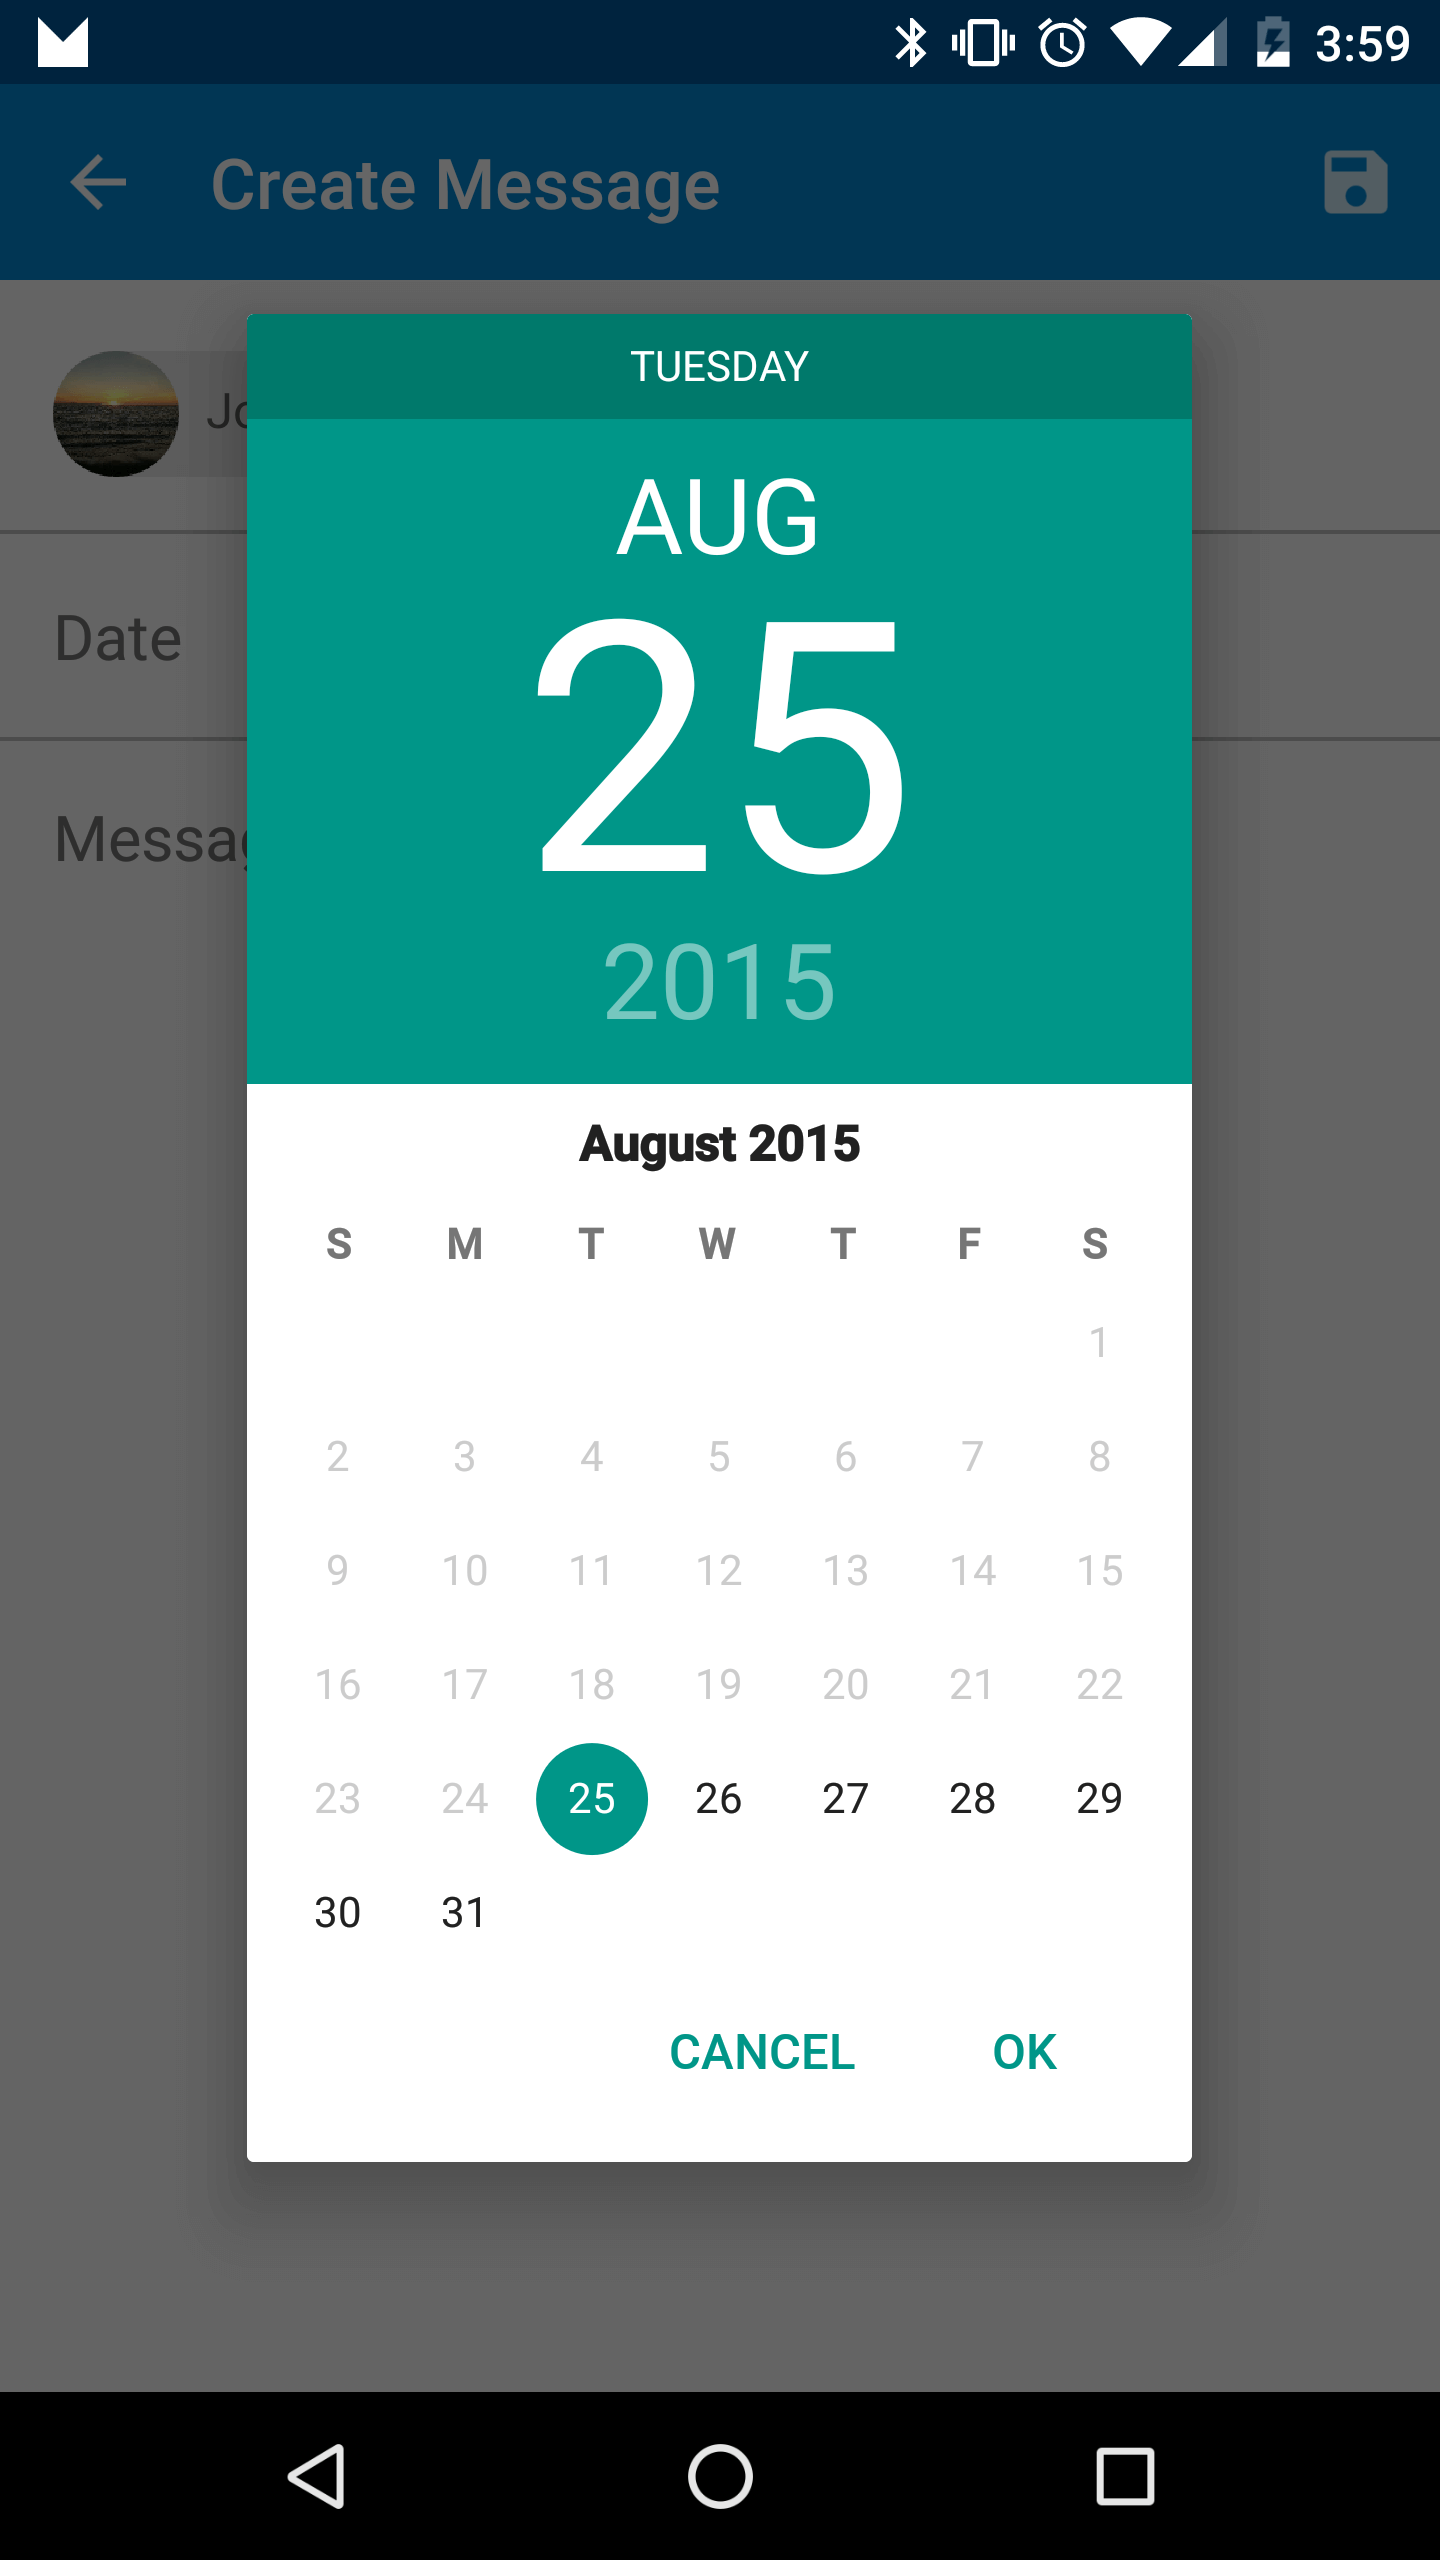 3:59
Create Message
TUESDAY
Jo
AUG
Date
25
Messag
2015
August 2015
S M T W T F S
1
2 3 4 5 6 7 8
9 10 11 12 13 14 15
16 17 18 19 20 21 22
23 24 25 26 27 28 29
30 31
CANCEL OK